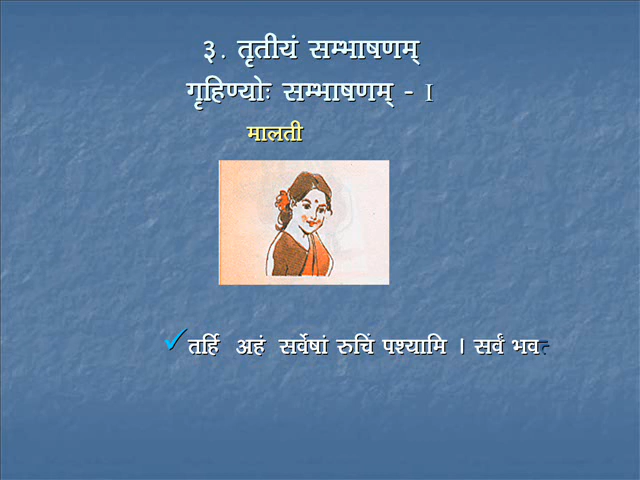 ३. तृतीयं सम्भाषणम्
गृहिण्योः सम्भाषणम् - I
मालती
तर्हि अहं सर्वेषां रुचिं पश्यामि । सर्वं भव